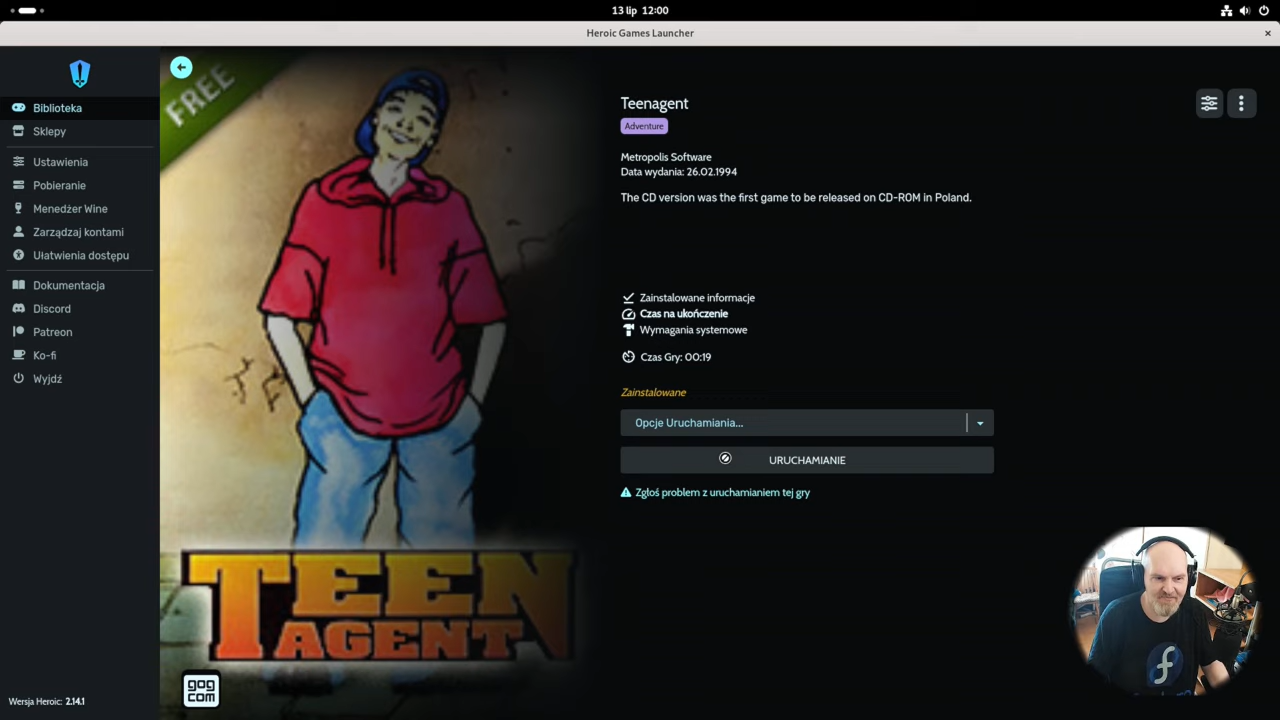 13 lip 12:00
Heroic Games Launcher
Biblioteka
Sklepy
Ustawienia
Pobieranie
Menedżer Wine
Zarządzaj kontami
Ułatwienia dostępu
Dokumentacja
Discord
Patreon
Ko-fi
Wyjdź
Wersja Heroic: 2.14.1
FREE
TEEN
AGENT
gog
com
Teenagent
Adventure
Metropolis Software
Data wydania: 26.02.1994
The CD version was the first game to be released on CD-ROM in Poland.
Zainstalowane informacje
Czas na ukończenie
Wymagania systemowe
Czas Gry: 00:19
Zainstalowane
Opcje Uruchamiania...
URUCHAMIANIE
Zgłoś problem z uruchamianiem tej gry